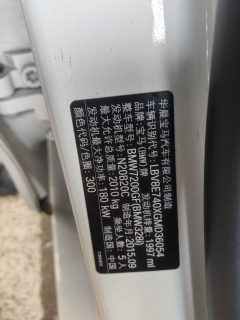 华晨宝马汽车有限公司制造
品牌:宝马(BMW)牌 制造国:中国
车辆识别代号:LBV8E740XGMD36054
整车型号:BMW7200GF(BMW328i) 制造年月:2015.09
发动机型号:N20B20C 乘坐人数:5人
最大允许总质量:2010 kg 发动机排量:1997 ml
发动机最大净功率:180 kW
颜色代码/色:300